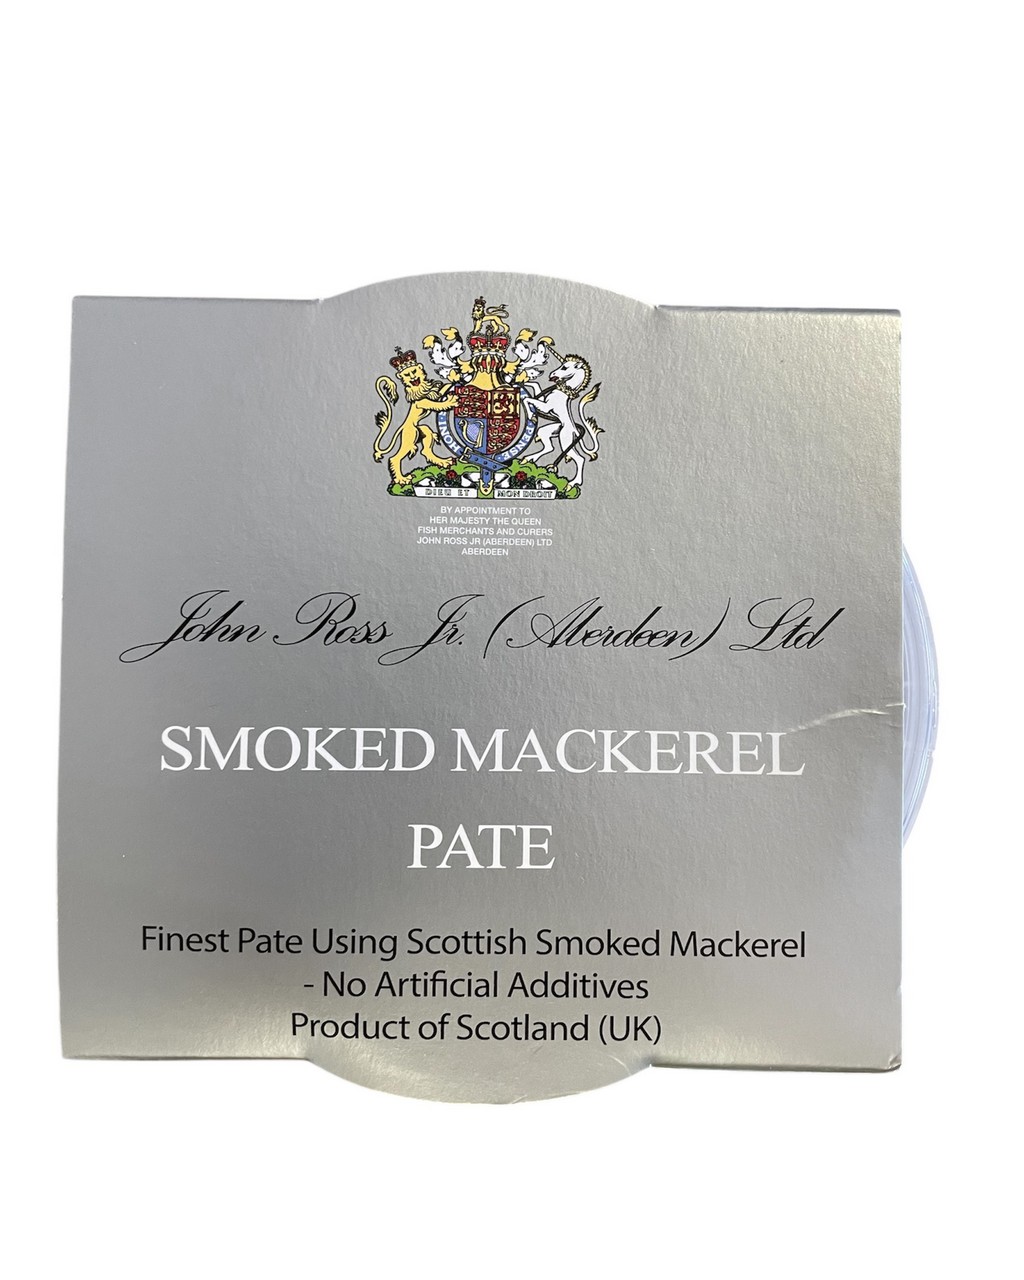 HONI
PENSE
DIEU ET MON DROIT
BY APPOINTMENT TO
HER MAJESTY THE QUEEN
FISH MERCHANTS AND CURERS
JOHN ROSS JR (ABERDEEN) LTD
ABERDEEN
John Ross Jr. (Aberdeen) Ltd
SMOKED MACKEREL
PATE
Finest Pate Using Scottish Smoked Mackerel
- No Artificial Additives
Product of Scotland (UK)